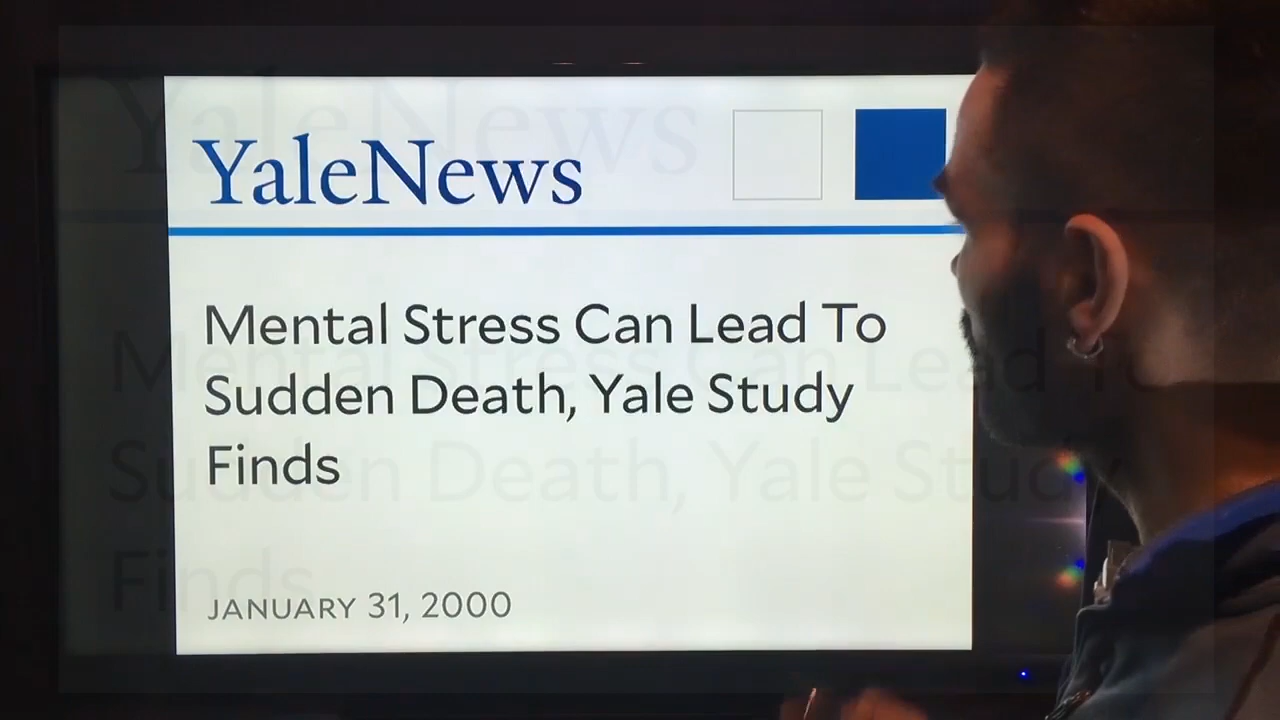 YaleNews
Mental Stress Can Lead To
Sudden Death, Yale Study
Finds
JANUARY 31, 2000